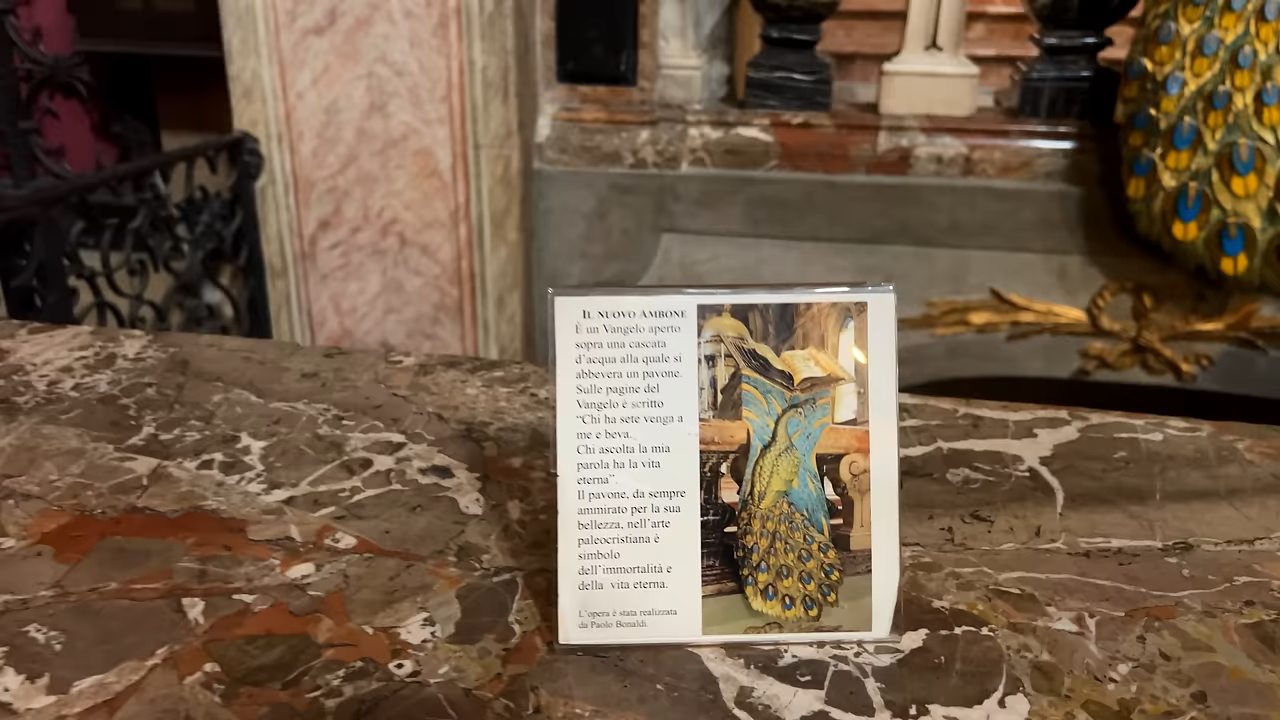 IL NUOVO AMBONE
È un Vangelo aperto
sopra una cascata
d'acqua alla quale si
abbevera un pavone.
Sulle pagine del
Vangelo è scritto
"Chi ha sete venga a
me e beva.
Chi ascolta la mia
parola ha la vita
eterna".
Il pavone, da sempre
ammirato per la sua
bellezza, nell'arte
paleocristiana è
simbolo
dell'immortalità e
della vita eterna.
L'opera è stata realizzata
da Paolo Bonaldi